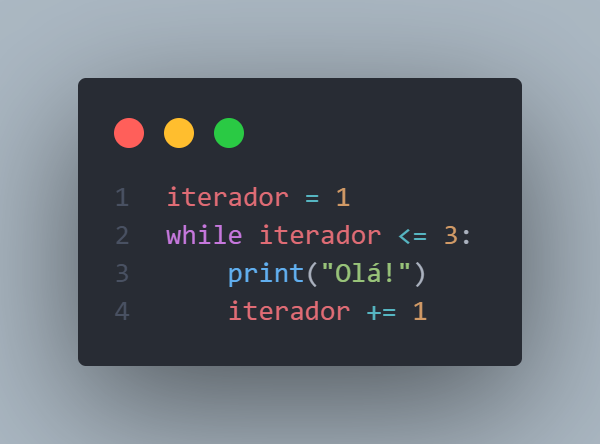 1 iterador = 1
2 while iterador <= 3:
3     print("Olá!")
4     iterador += 1